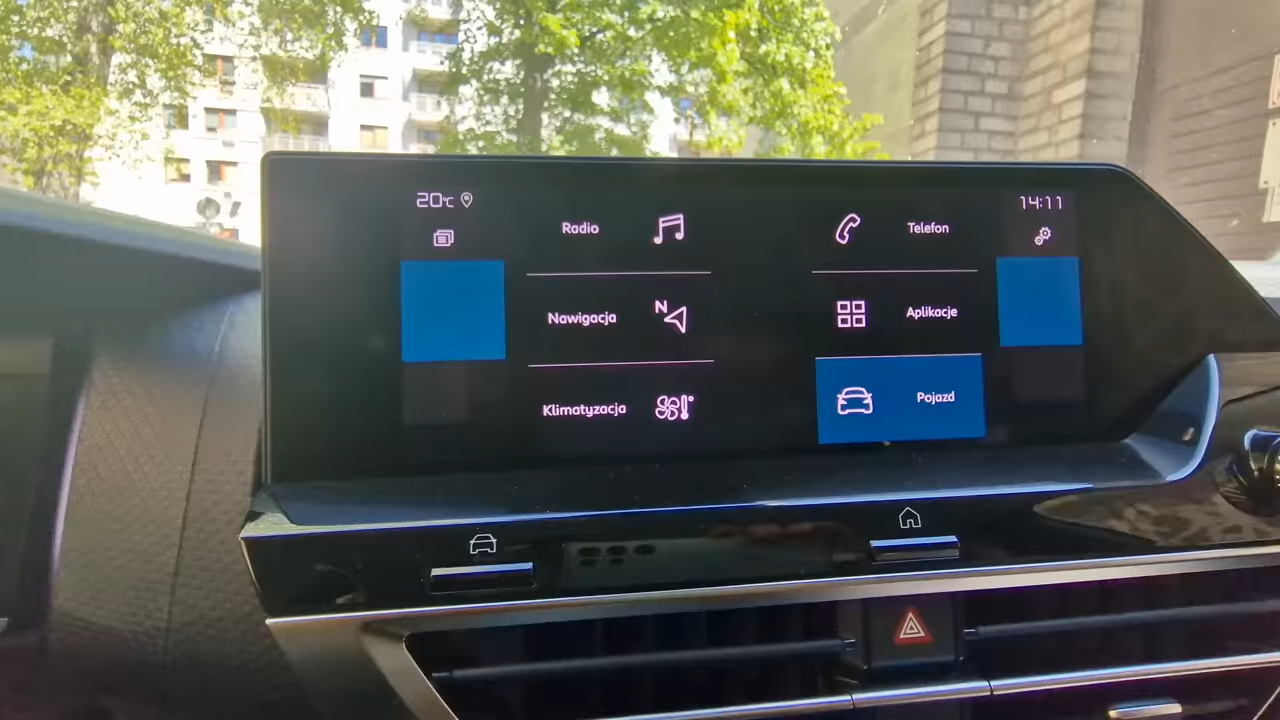 20°C
14:11
Radio
Telefon
Nawigacja
N
Aplikacje
Klimatyzacja
Pojazd